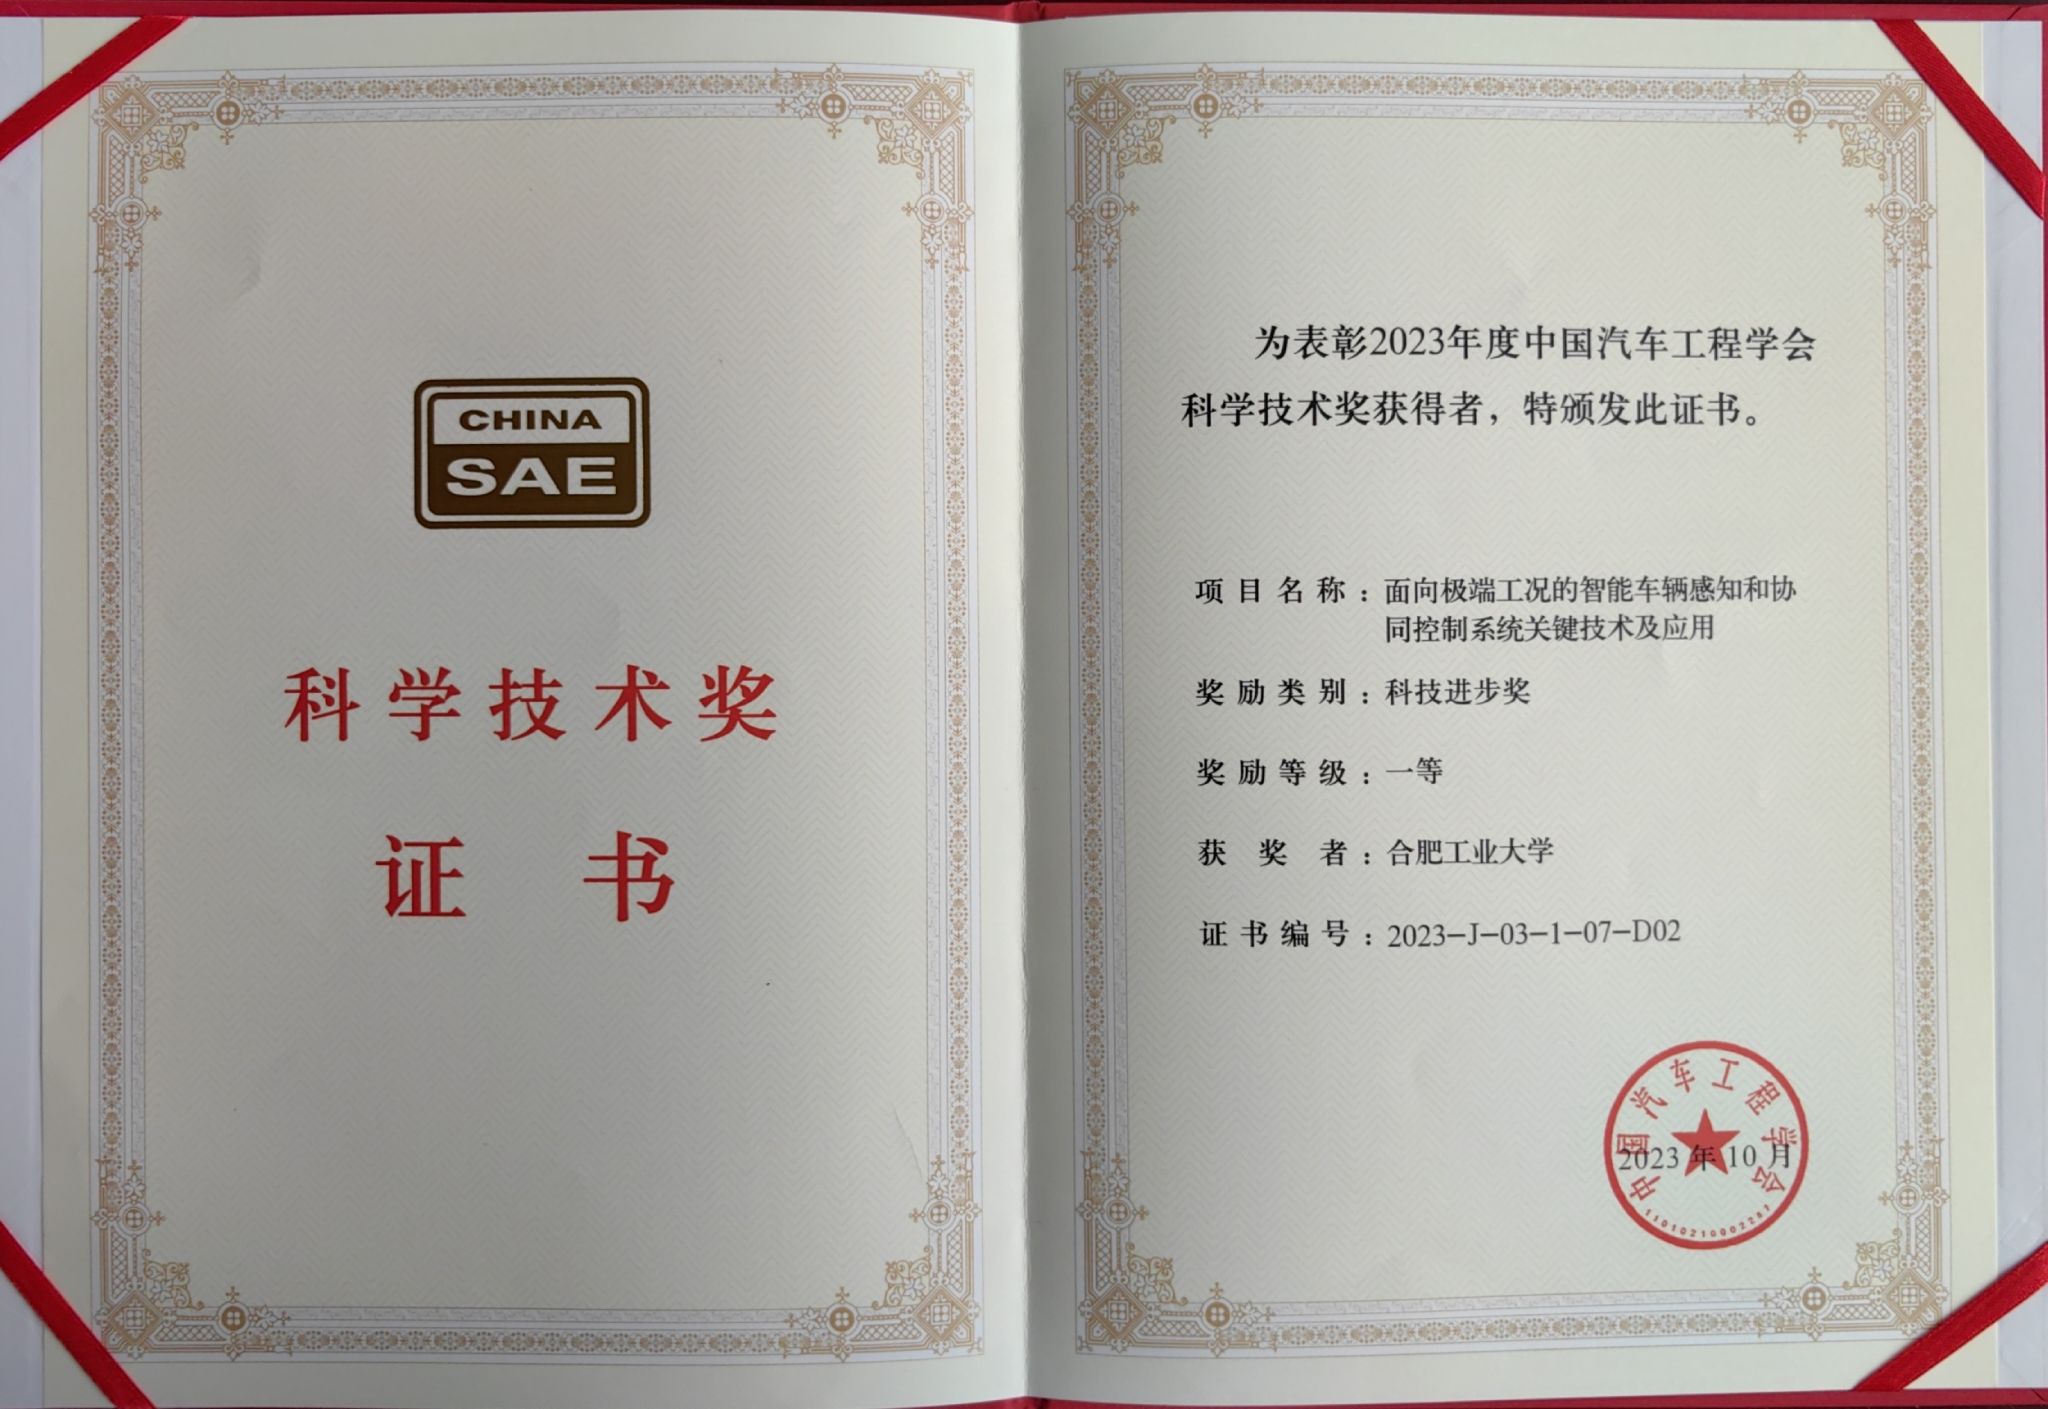 CHINA
SAE
科学技术奖
证 书
为表彰2023年度中国汽车工程学会
科学技术奖获得者，特颁发此证书。
项目名称：面向极端工况的智能车辆感知和协
同控制系统关键技术及应用
奖励类别：科技进步奖
奖励等级：一等
获 奖 者：合肥工业大学
证书编号：2023-J-03-1-07-D02
中国汽车工程学会
2023 年 10 月